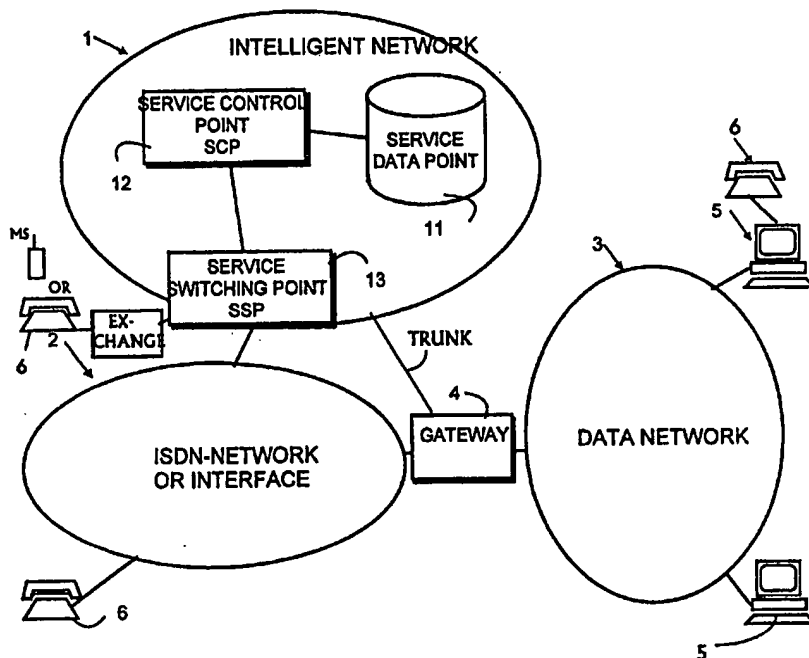 1
INTELLIGENT NETWORK
SERVICE CONTROL
POINT
SCP
12
SERVICE
DATA POINT
11
6
5
MS
OR
6
EX-
CHANGE
SERVICE
SWITCHING POINT
SSP
13
3
2
TRUNK
4
GATEWAY
ISDN-NETWORK
OR INTERFACE
DATA NETWORK
6
5